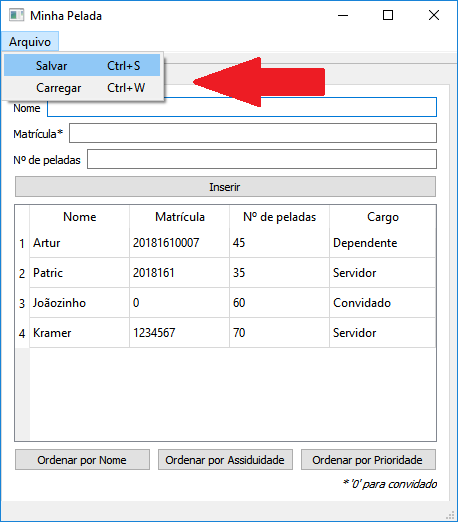 Minha Pelada
Arquivo
Salvar Ctrl+S
Carregar Ctrl+W
Nome
Matrícula*
Nº de peladas
Inserir
Nome Matrícula Nº de peladas Cargo
1 Artur 20181610007 45 Dependente
2 Patric 2018161 35 Servidor
3 Joãozinho 0 60 Convidado
4 Kramer 1234567 70 Servidor
Ordenar por Nome Ordenar por Assiduidade Ordenar por Prioridade
* '0' para convidado